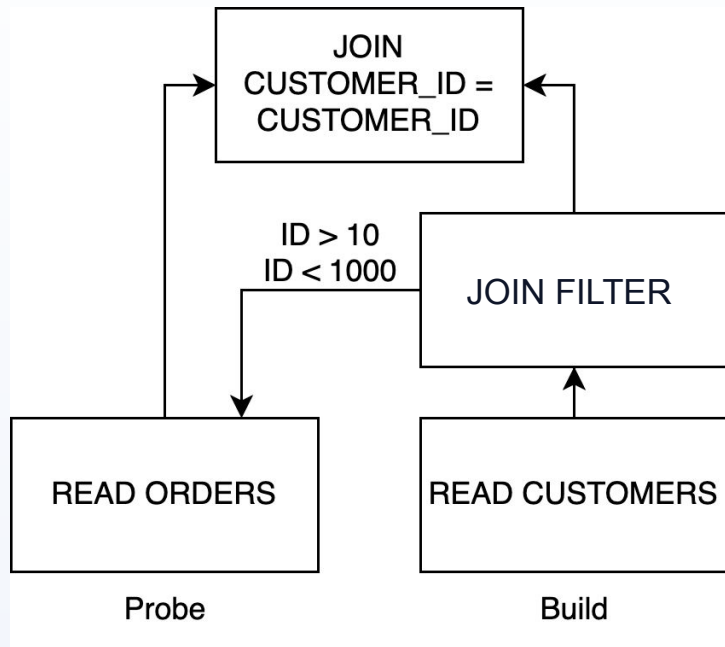 JOIN
CUSTOMER_ID =
CUSTOMER_ID
ID > 10
ID < 1000
JOIN FILTER
READ ORDERS
READ CUSTOMERS
Probe
Build